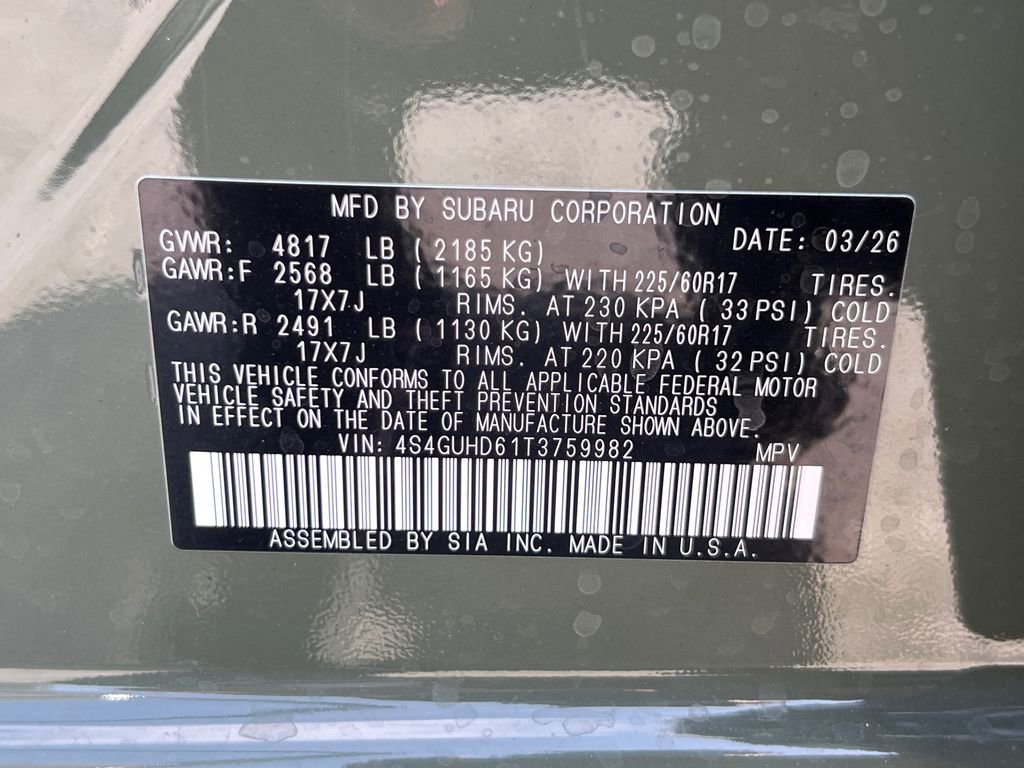 MFD BY SUBARU CORPORATION
GVWR: 4817 LB ( 2185 KG) DATE: 03/26
GAWR:F 2568 LB ( 1165 KG) WITH 225/60R17 TIRES.
17X7J RIMS. AT 230 KPA ( 33 PSI) COLD
GAWR:R 2491 LB ( 1130 KG) WITH 225/60R17 TIRES.
17X7J RIMS. AT 220 KPA ( 32 PSI) COLD
THIS VEHICLE CONFORMS TO ALL APPLICABLE FEDERAL MOTOR
VEHICLE SAFETY AND THEFT PREVENTION STANDARDS
IN EFFECT ON THE DATE OF MANUFACTURE SHOWN ABOVE.
VIN: 4S4GUHD61T3759982 MPV
ASSEMBLED BY SIA INC. MADE IN U.S.A.